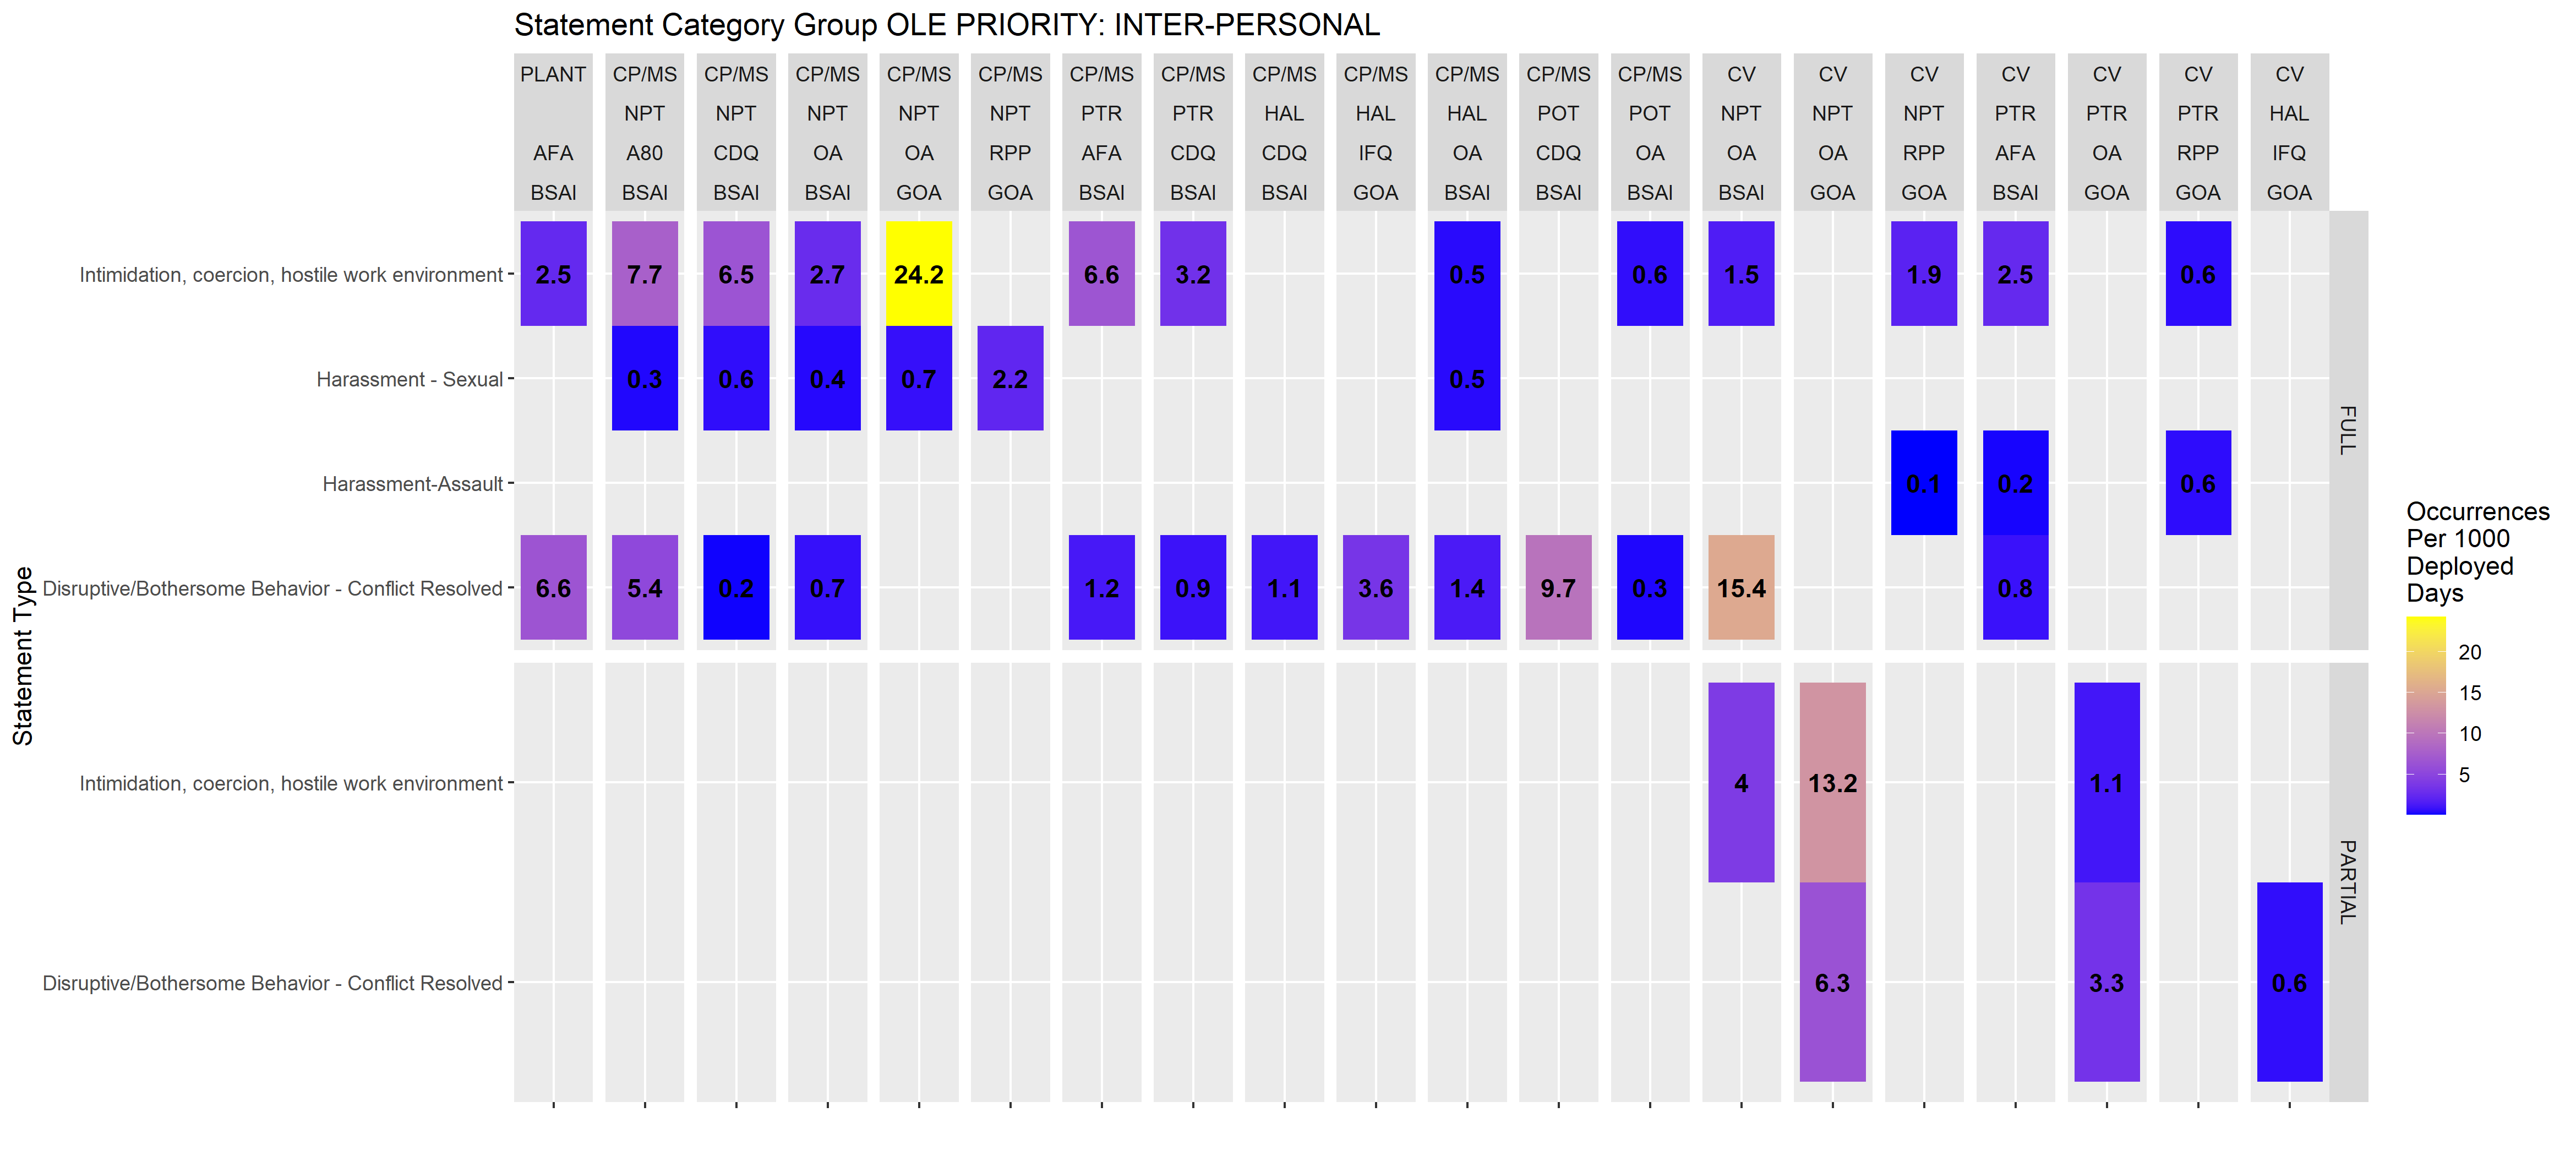 Statement Category Group OLE PRIORITY: INTER-PERSONAL
PLANT CP/MS CP/MS CP/MS CP/MS CP/MS CP/MS CP/MS CP/MS CP/MS CP/MS CP/MS CP/MS CV CV CV CV CV CV CV
NPT NPT NPT NPT NPT PTR PTR HAL HAL HAL POT POT NPT NPT NPT PTR PTR PTR HAL
AFA A80 CDQ OA OA RPP AFA CDQ CDQ IFQ OA CDQ OA OA OA RPP AFA OA RPP IFQ
BSAI BSAI BSAI BSAI GOA GOA BSAI BSAI BSAI GOA BSAI BSAI BSAI BSAI GOA GOA BSAI GOA GOA GOA
Intimidation, coercion, hostile work environment 2.5 7.7 6.5 2.7 24.2 6.6 3.2 0.5 0.6 1.5 1.9 2.5 0.6
Harassment - Sexual 0.3 0.6 0.4 0.7 2.2 0.5
Harassment-Assault 0.1 0.2 0.6
Disruptive/Bothersome Behavior - Conflict Resolved 6.6 5.4 0.2 0.7 1.2 0.9 1.1 3.6 1.4 9.7 0.3 15.4 0.8
FULL
Intimidation, coercion, hostile work environment 4 13.2 1.1
Disruptive/Bothersome Behavior - Conflict Resolved 6.3 3.3 0.6
PARTIAL
Statement Type
Occurrences
Per 1000
Deployed
Days
20
15
10
5